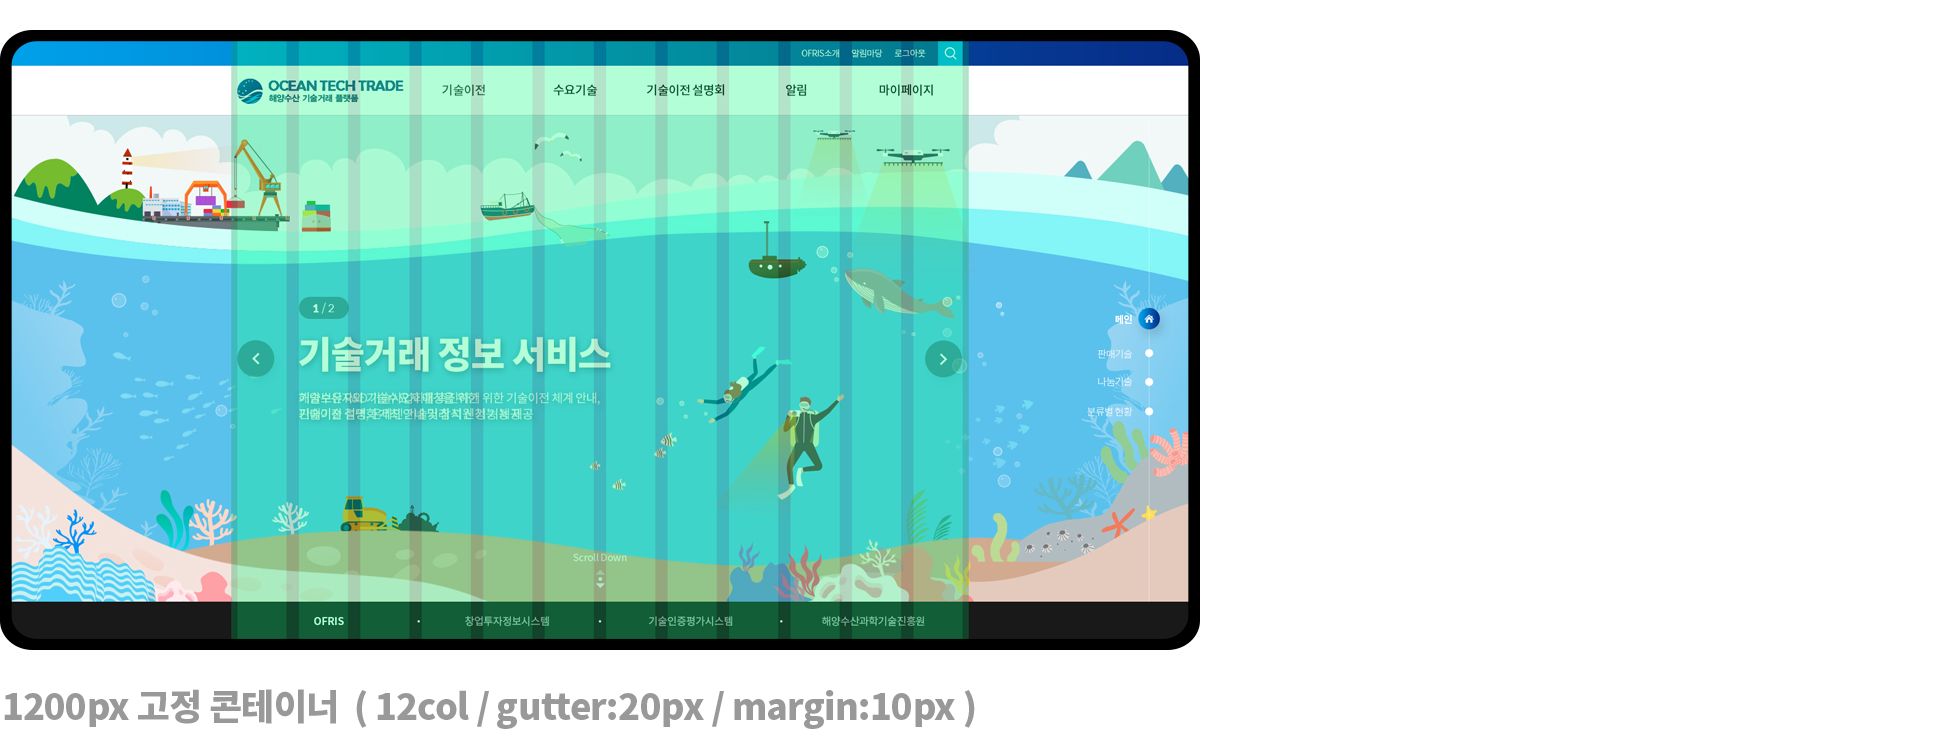 OFRIS소개 알림마당 로그아웃
OCEAN TECH TRADE
해양수산 기술거래 플랫폼
기술이전 수요기술 기술이전 설명회 알림 마이페이지
1 / 2
기술거래 정보 서비스
위한 기술이전 체계 안내,
제공
메인
판매기술
나눔기술
분류별 현황
Scroll Down
OFRIS • 창업투자정보시스템 • 기술인증평가시스템 • 해양수산과학기술진흥원
1200px 고정 콘테이너 ( 12col / gutter:20px / margin:10px )